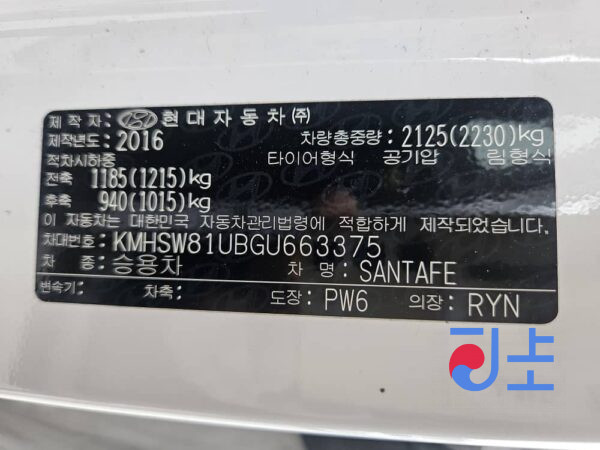 제작자: 현대자동차(주)
제작년도: 2016 차량총중량: 2125(2230)kg
적차시하중 타이어형식 공기압 림형식
전축 1185(1215)kg
후축 940(1015)kg
이 자동차는 대한민국 자동차관리법령에 적합하게 제작되었습니다.
차대번호: KMHSW81UBGU663375
차종: 승용차 차명: SANTAFE
변속기: 차축: 도장: PW6 의장: RYN